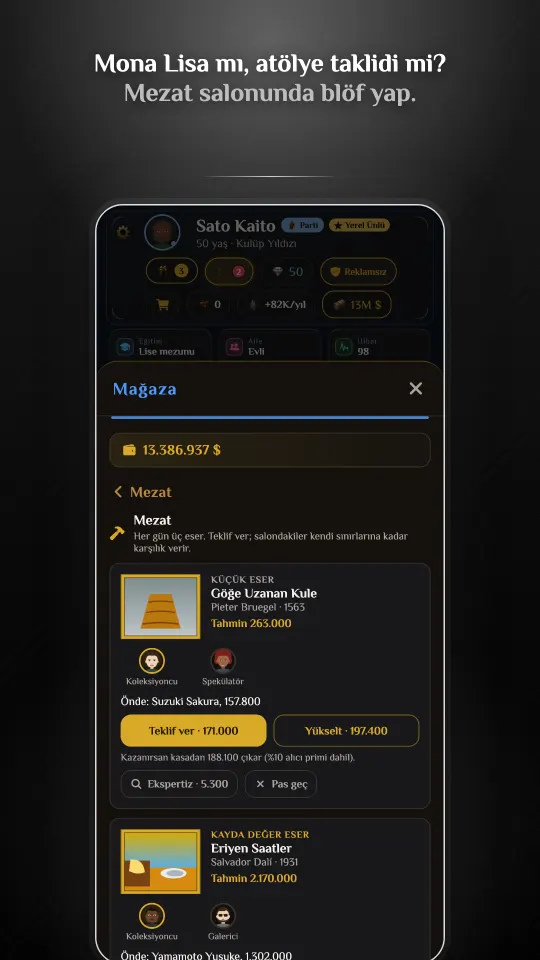 Mona Lisa mı, atölye taklidi mi?
Mezat salonunda blöf yap.
Sato Kaito
Parti
Yerel Ünlü
50 yaş · Kulüp Yıldızı
3
2
50
Reklamsız
0
+82K/yıl
13M $
Eğitim
Lise mezunu
Aile
Evli
98
Mağaza
13.386.937 $
Mezat
Mezat
Her gün üç eser. Teklif ver; salondakiler kendi sınırlarına kadar
karşılık verir.
KÜÇÜK ESER
Göğe Uzanan Kule
Pieter Bruegel · 1563
Tahmin 263.000
Koleksiyoncu
Spekülatör
Önde: Suzuki Sakura, 157.800
Teklif ver · 171.000
Yükselt · 197.400
Kazanırsan kasadan 188.100 çıkar (%10 alıcı primi dahil).
Ekspertiz · 5.300
Pas geç
KAYDA DEĞER ESER
Eriyen Saatler
Salvador Dalí · 1931
Tahmin 2.170.000
Koleksiyoncu
Galerici
Önde: Yamamoto Yusuke, 1.302.000